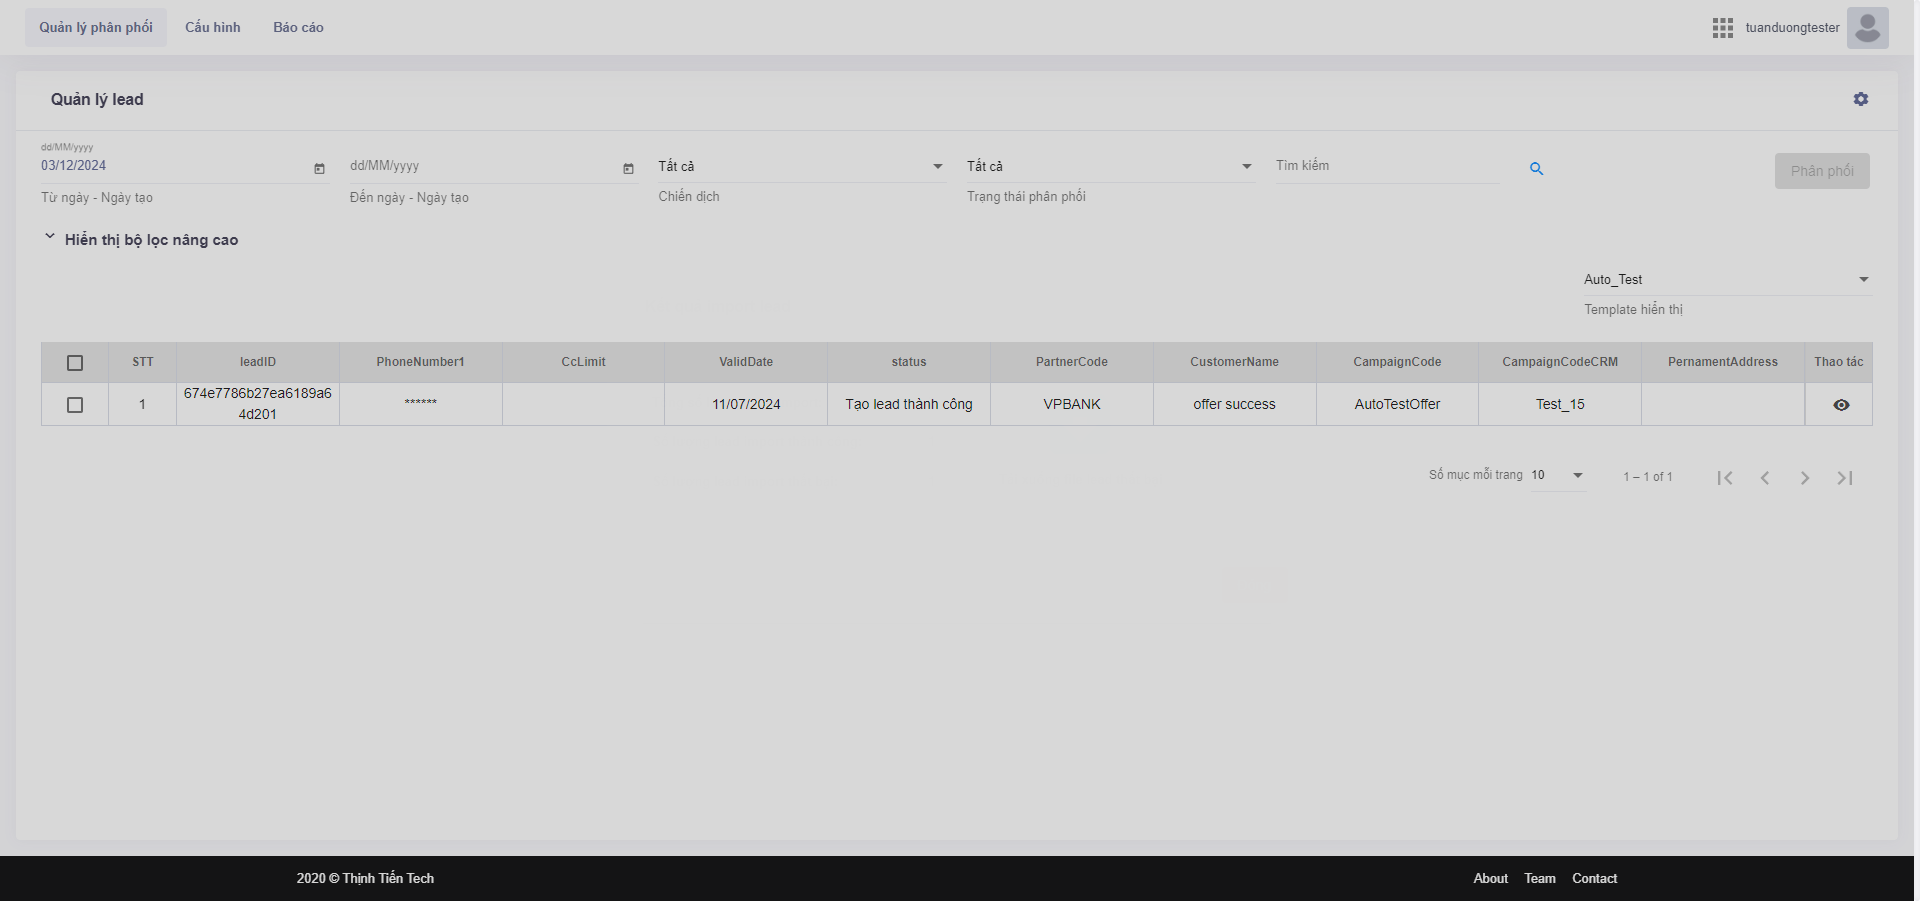 Quản lý phân phối Cấu hình Báo cáo tuanduongtester
Quản lý lead
dd/MM/yyyy
03/12/2024 dd/MM/yyyy Tất cả Tất cả Tìm kiếm Phân phối
Từ ngày - Ngày tạo Đến ngày - Ngày tạo Chiến dịch Trạng thái phân phối
Hiển thị bộ lọc nâng cao
Auto_Test
Template hiển thị
STT leadID PhoneNumber1 CcLimit ValidDate status PartnerCode CustomerName CampaignCode CampaignCodeCRM PernamentAddress Thao tác
1 674e7786b27ea6189a6 ****** 11/07/2024 Tạo lead thành công VPBANK offer success AutoTestOffer Test_15
4d201
Số mục mỗi trang 10 1 – 1 of 1
2020 © Thịnh Tiến Tech About Team Contact